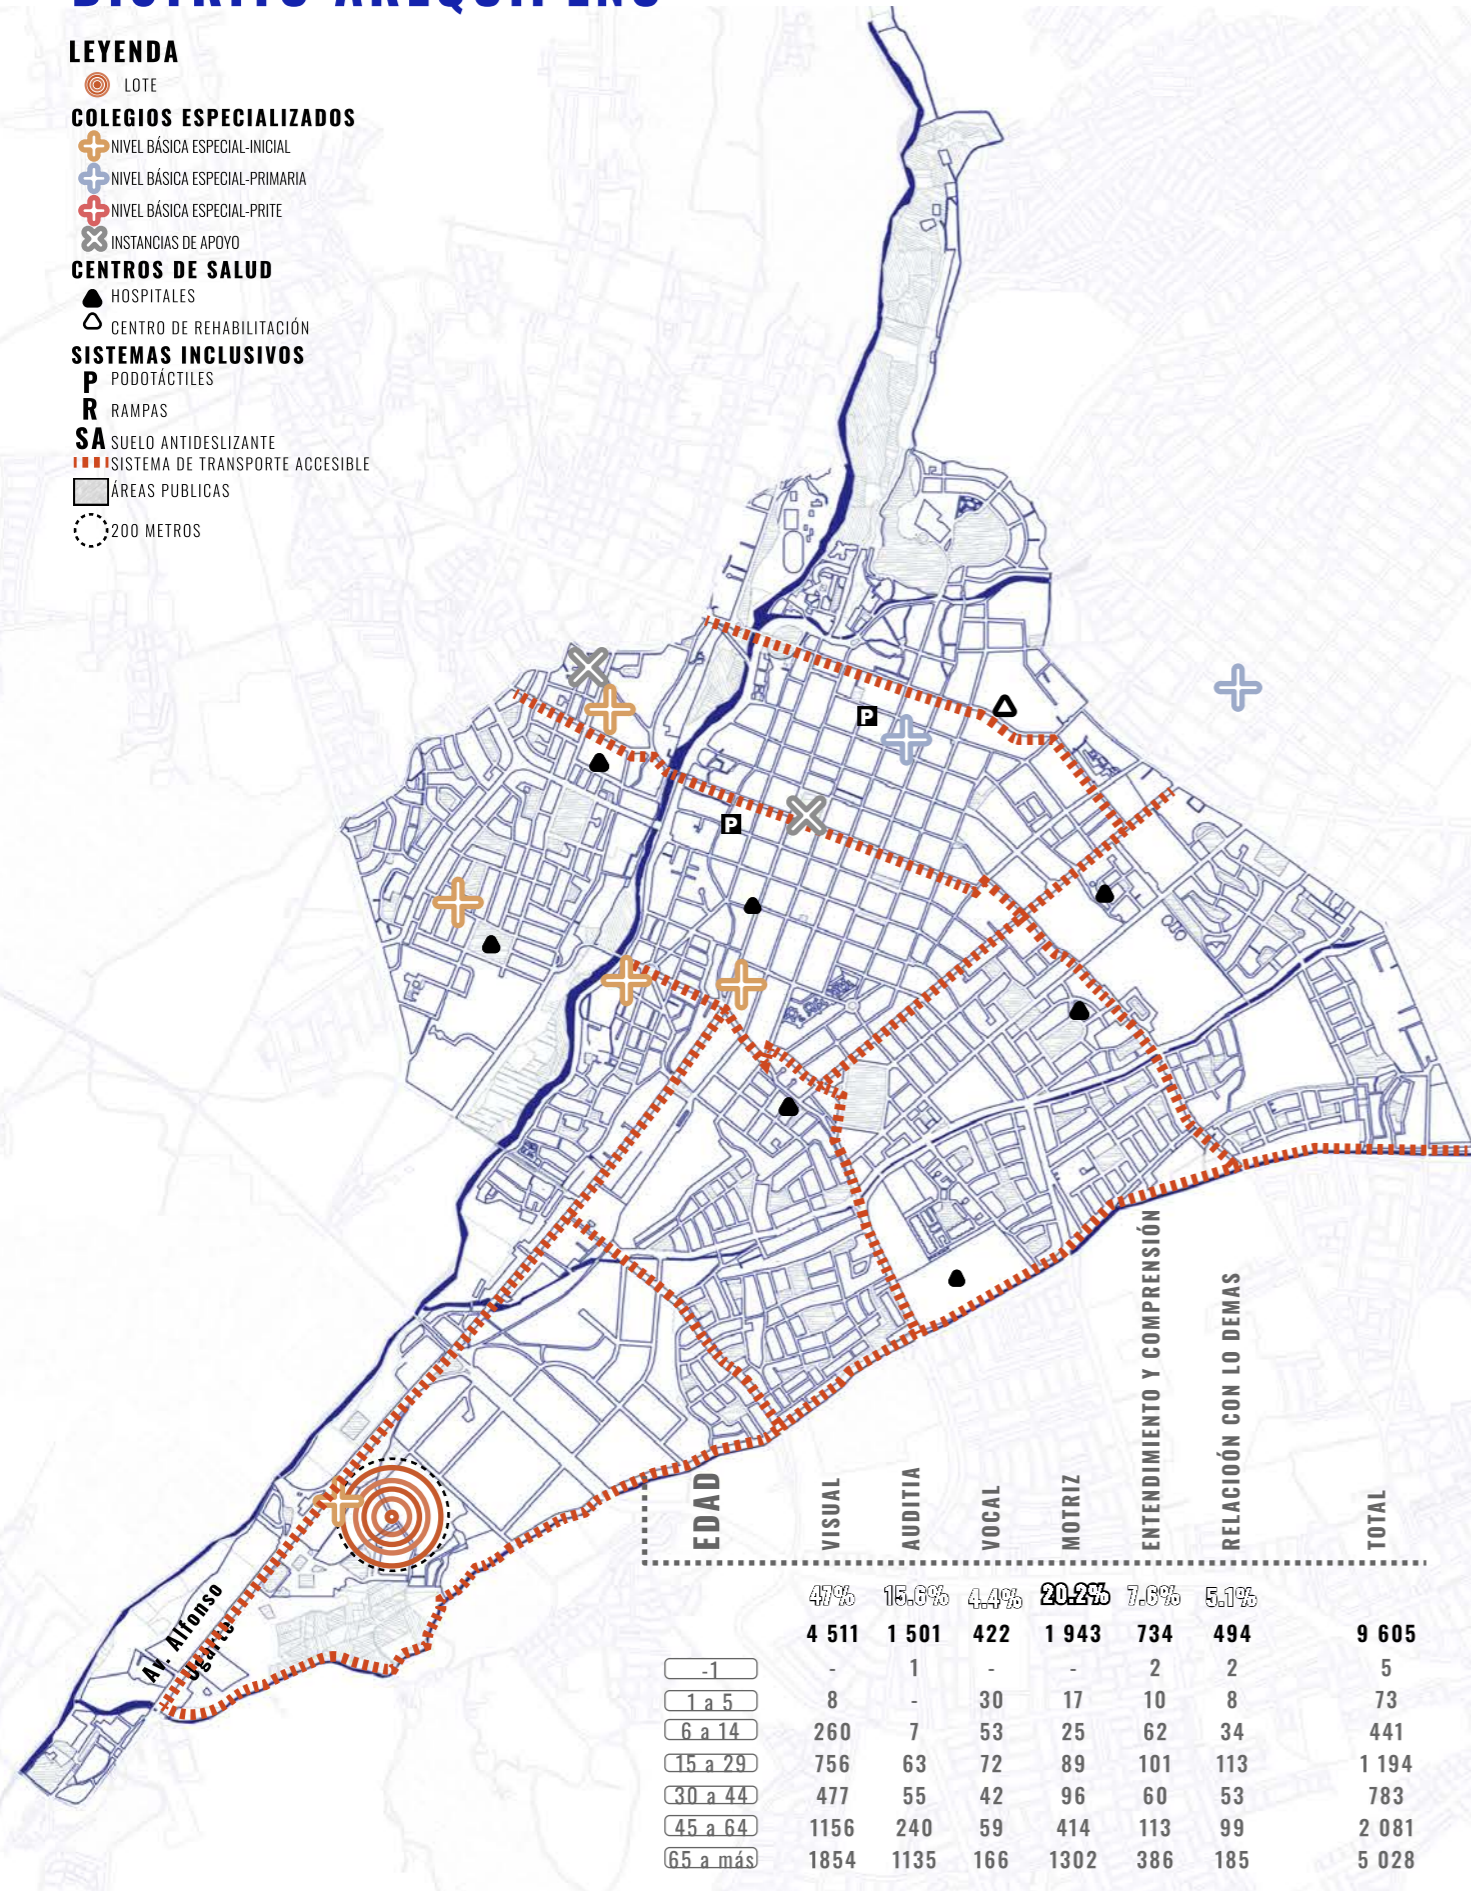 DISTRITO AREQUIPEÑO
LEYENDA
LOTE
COLEGIOS ESPECIALIZADOS
NIVEL BÁSICA ESPECIAL-INICIAL
NIVEL BÁSICA ESPECIAL-PRIMARIA
NIVEL BÁSICA ESPECIAL-PRITE
INSTANCIAS DE APOYO
CENTROS DE SALUD
HOSPITALES
CENTRO DE REHABILITACIÓN
SISTEMAS INCLUSIVOS
P PODOTÁCTILES
R RAMPAS
SA SUELO ANTIDESLIZANTE
SISTEMA DE TRANSPORTE ACCESIBLE
ÁREAS PUBLICAS
200 METROS
P
P
Av. Alfonso
Ugarte
EDAD VISUAL AUDITIA VOCAL MOTRIZ ENTENDIMIENTO Y COMPRENSIÓN RELACIOÓN CON LO DEMAS TOTAL
47% 15.6% 4.4% 20.2% 7.6% 5.1%
4 511 1 501 422 1 943 734 494 9 605
-1 - 1 - - 2 2 5
1 a 5 8 - 30 17 10 8 73
6 a 14 260 7 53 25 62 34 441
15 a 29 756 63 72 89 101 113 1 194
30 a 44 477 55 42 96 60 53 783
45 a 64 1156 240 59 414 113 99 2 081
65 a más 1854 1135 166 1302 386 185 5 028